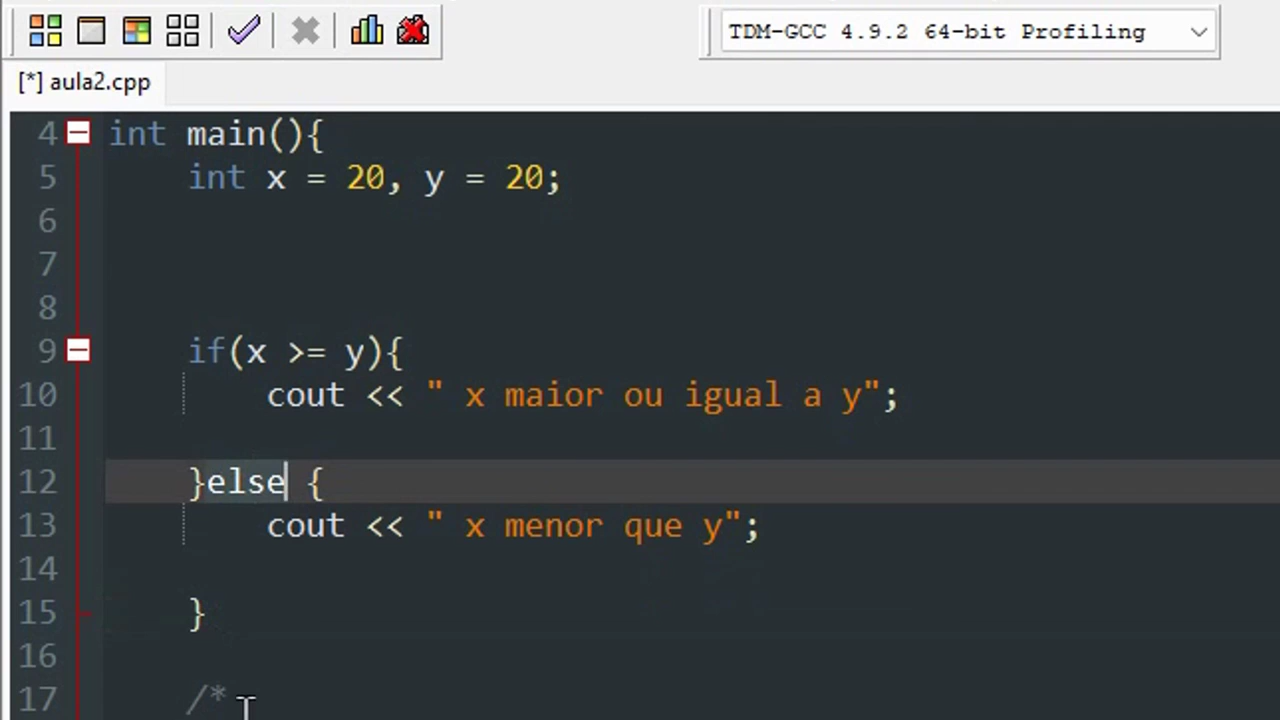 TDM-GCC 4.9.2 64-bit Profiling
[*] aula2.cpp
4 int main(){
5 int x = 20, y = 20;
6
7
8
9 if(x >= y){
10 cout << " x maior ou igual a y";
11
12 }else {
13 cout << " x menor que y";
14
15 }
16
17 /*